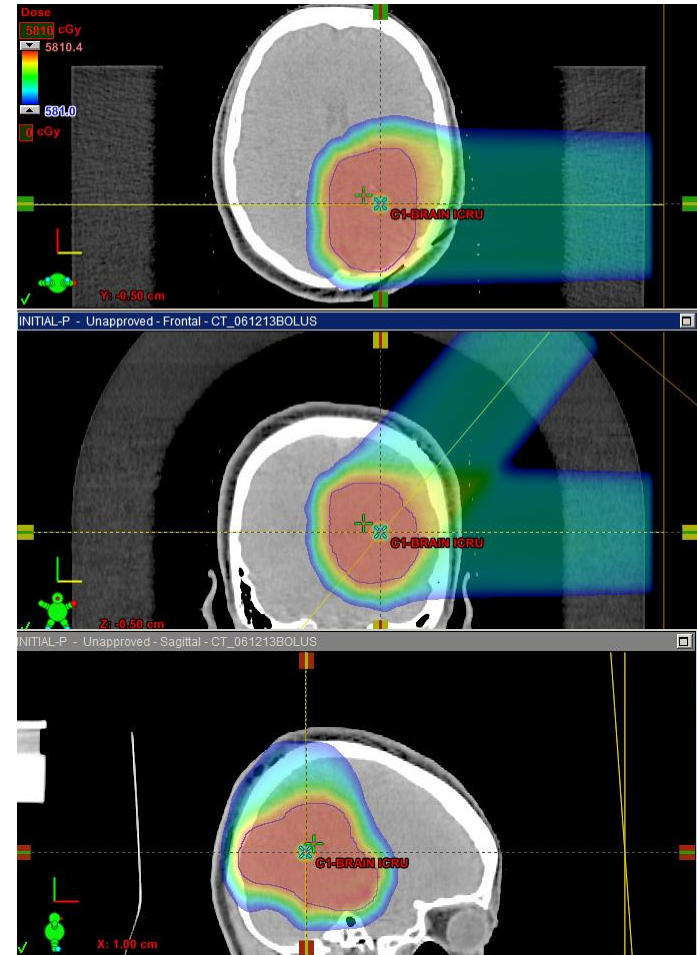 Dose
5810 cGy
5810.4
581.0
0 cGy
C1-BRAIN ICRU
Y: -0.50 cm
INITIAL-P - Unapproved - Frontal - CT_061213BOLUS
C1-BRAIN ICRU
Z: -0.50 cm
INITIAL-P - Unapproved - Sagittal - CT_061213BOLUS
C1-BRAIN ICRU
X: 1.00 cm